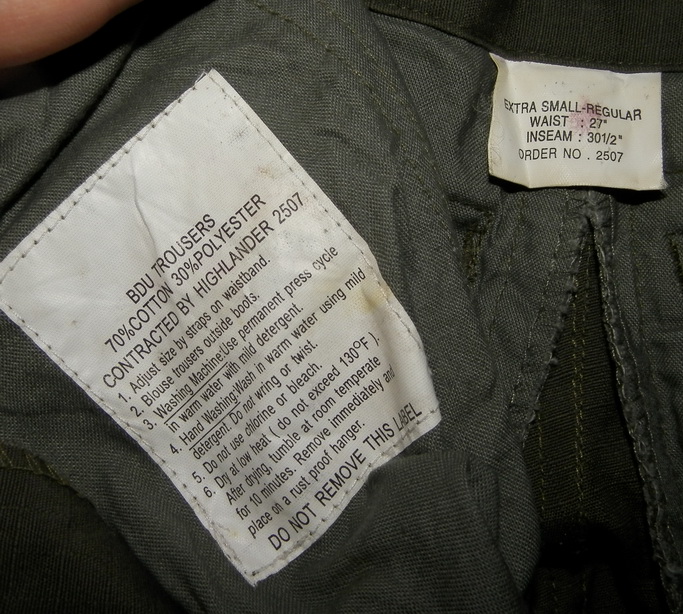 BDU TROUSERS
70%COTTON 30%POLYESTER
CONTRACTED BY HIGHLANDER 2507
1. Adjust size by straps on waistband.
2. Blouse trousers outside boots.
3. Washing Machine:Use permanent press cycle
in warm water with mild detergent.
4. Hand Washing-Wash in warm water using mild
detergent. Do not wring or twist.
5. Do not use chlorine or bleach.
6. Dry at low heat ( do not exceed 130°F ).
After drying, tumble at room temperate
for 10 minutes. Remove immediately and
place on a rust proof hanger.
DO NOT REMOVE THIS LABEL
EXTRA SMALL-REGULAR
WAIST : 27"
INSEAM : 301/2"
ORDER NO . 2507